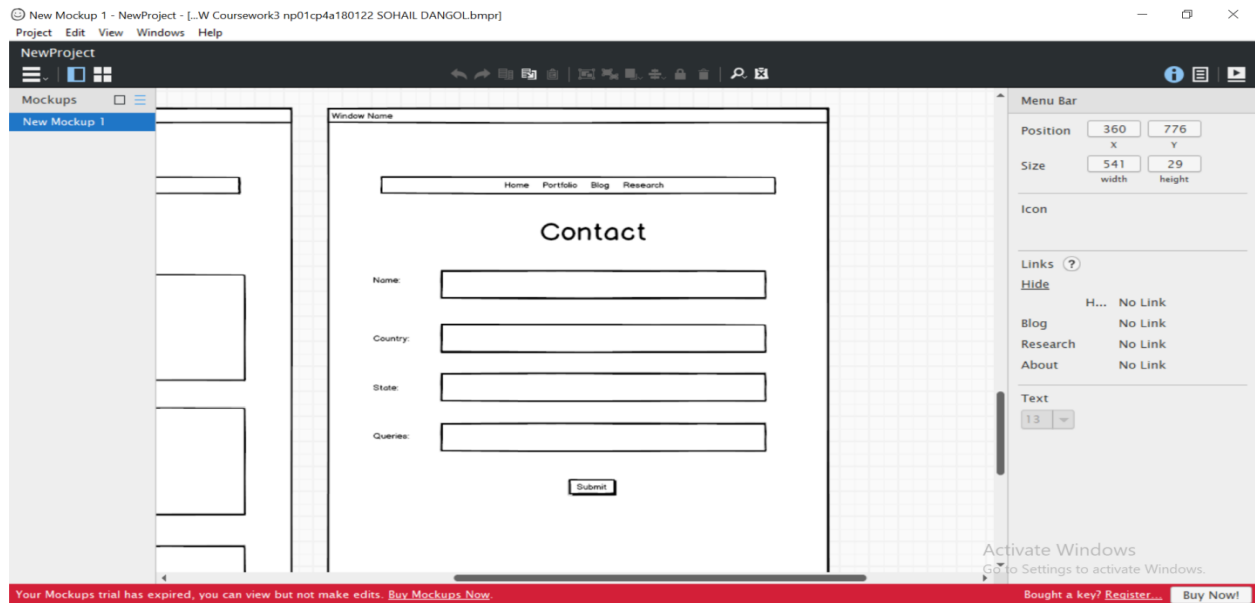 New Mockup 1 - NewProject - [...W Coursework3 np01cp4a180122 SOHAIL DANGOL.bmpr]
Project Edit View Windows Help
NewProject
Mockups
New Mockup 1
Window Name
Home Portfolio Blog Research
Contact
Name:
Country:
State:
Queries:
Submit
Menu Bar
Position 360 776
X Y
Size 541 29
width height
Icon
Links ?
Hide
H... No Link
Blog No Link
Research No Link
About No Link
Text
13
Activate Windows
Go to Settings to activate Windows.
Your Mockups trial has expired, you can view but not make edits. Buy Mockups Now.
Bought a key? Register... Buy Now!